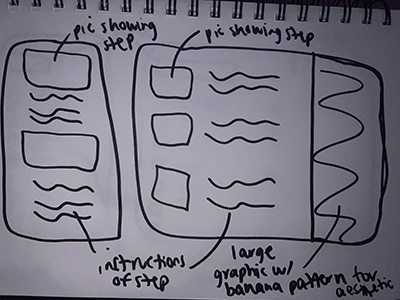 pic showing
step
pic showing step
instructions
of step
large
graphic w/
banana pattern for
aesthetic